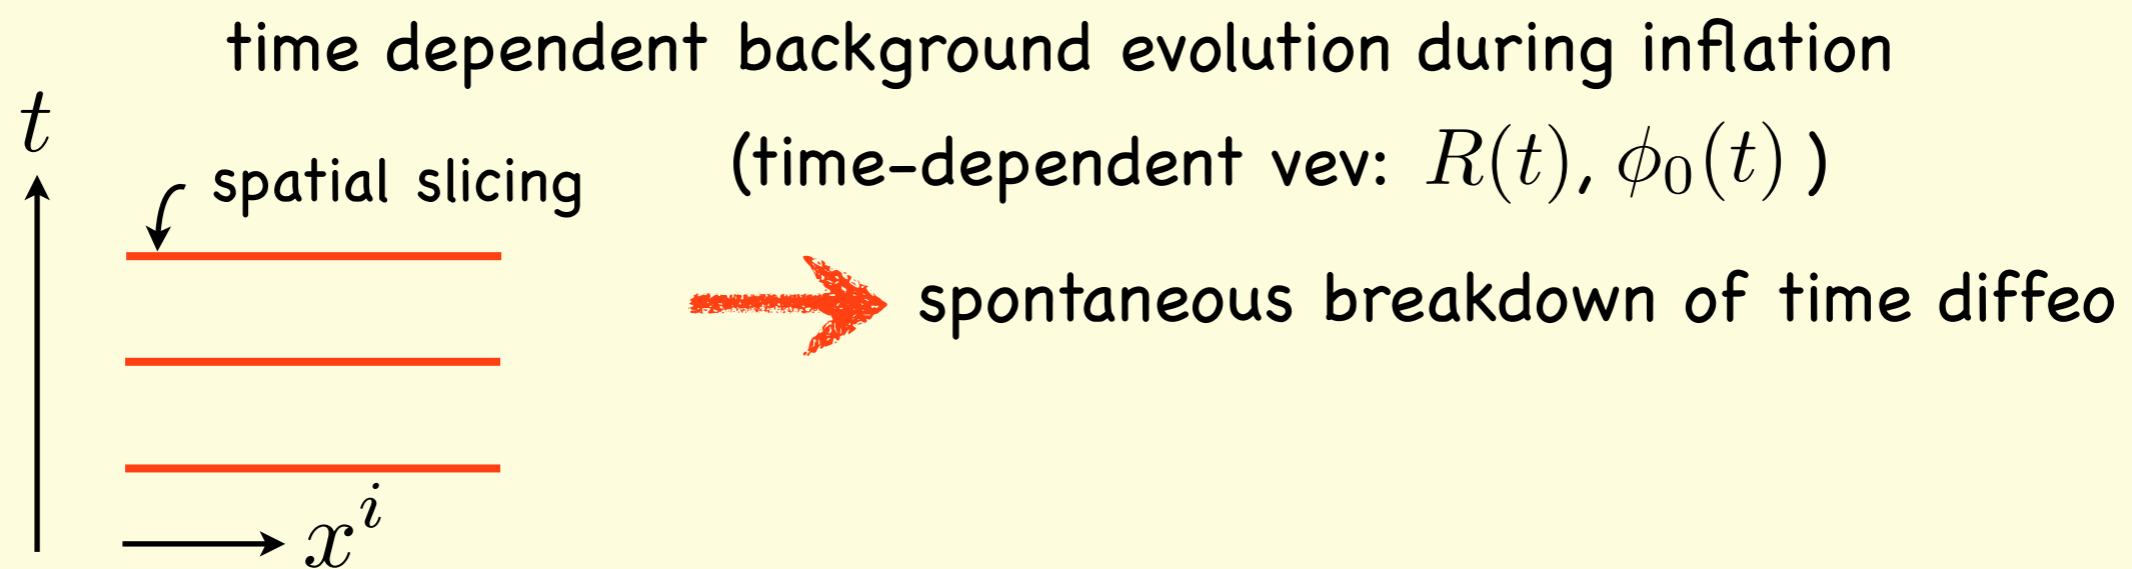 time dependent background evolution during inflation
t
(time-dependent vev: R(t), ϕ₀(t) )
spatial slicing
spontaneous breakdown of time diffeo
xⁱ